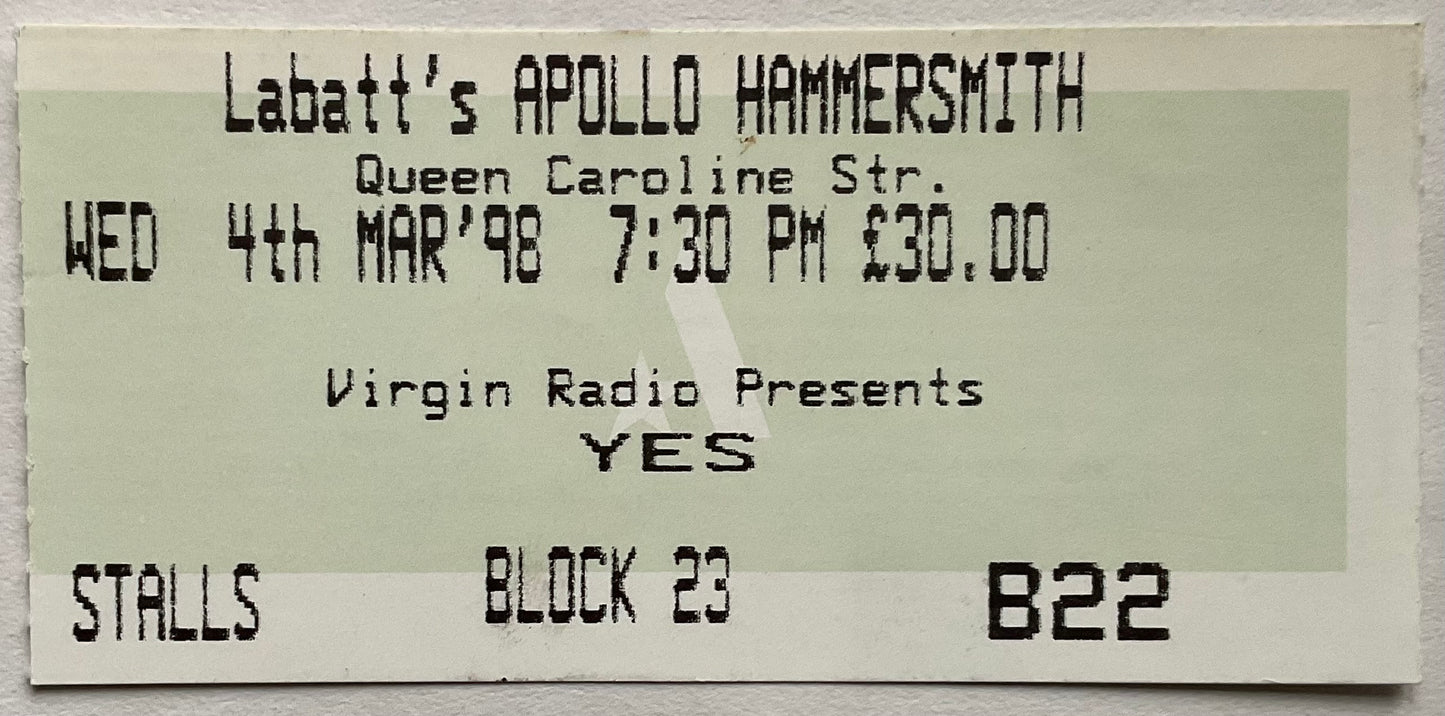 Labatt's APOLLO HAMMERSMITH
Queen Caroline Str.
WED 4th MAR'98 7:30 PM £30.00
Virgin Radio Presents
YES
STALLS BLOCK 23 B22